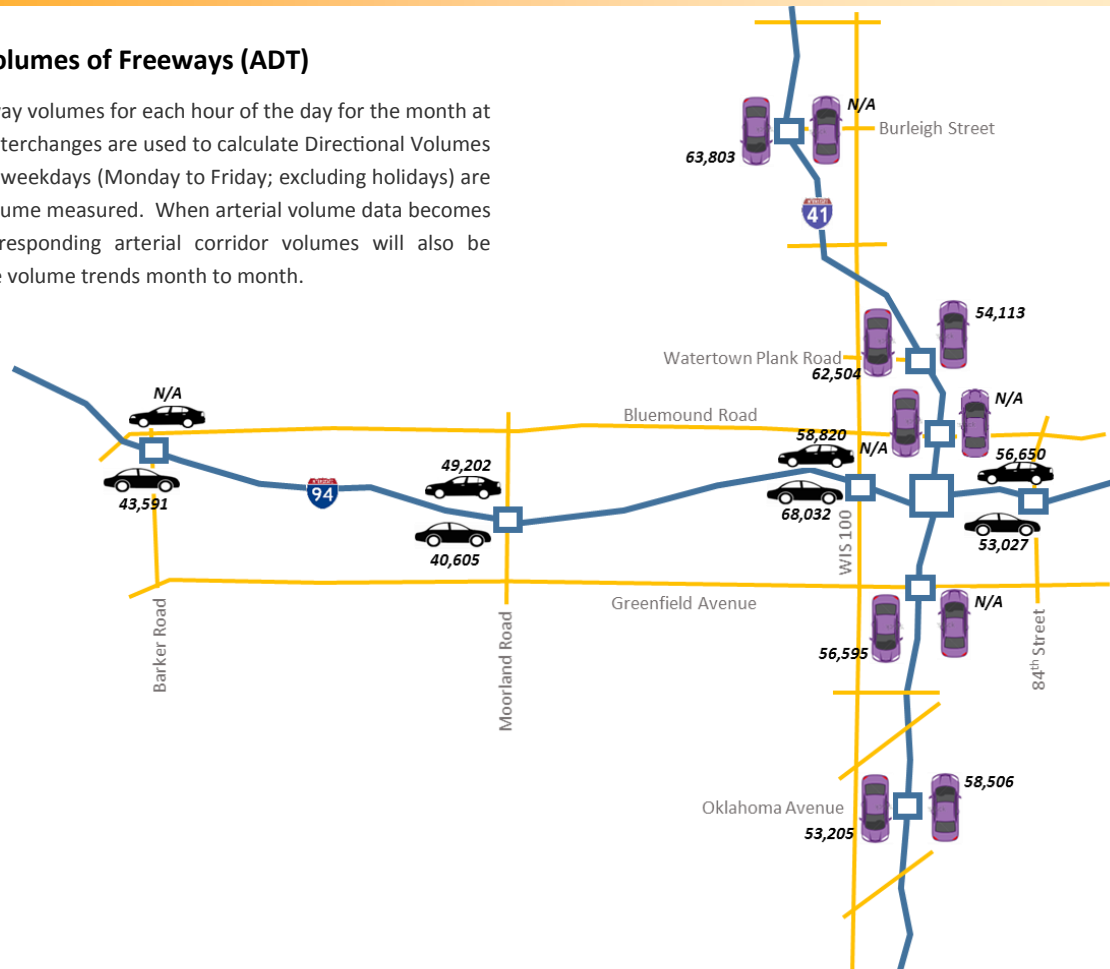 olumes of Freeways (ADT)
ay volumes for each hour of the day for the month at
terchanges are used to calculate Directional Volumes
weekdays (Monday to Friday; excluding holidays) are
ume measured. When arterial volume data becomes
responding arterial corridor volumes will also be
e volume trends month to month.
N/A
Burleigh Street
63,803
41
54,113
Watertown Plank Road
62,504
N/A
Bluemound Road
N/A
58,820
N/A
56,650
49,202
43,591
94
68,032
53,027
40,605
WIS 100
Greenfield Avenue
N/A
Barker Road
Moorland Road
84th Street
56,595
58,506
Oklahoma Avenue
53,205